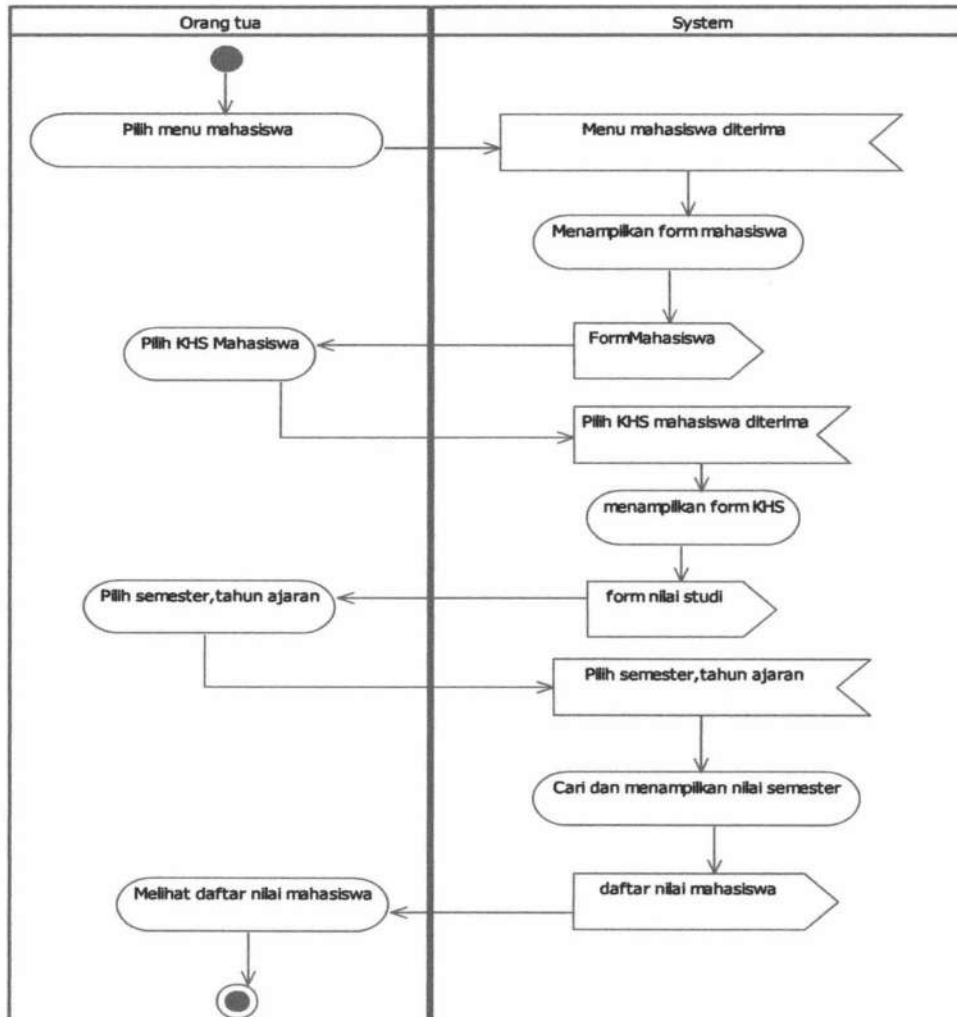 Orang tua
System
Pilih menu mahasiswa
Menu mahasiswa diterima
Menampilkan form mahasiswa
Pilih KHS Mahasiswa
FormMahasiswa
Pilih KHS mahasiswa diterima
menampilkan form KHS
Pilih semester,tahun ajaran
form nilai studi
Pilih semester,tahun ajaran
Cari dan menampilkan nilai semester
Melihat daftar nilai mahasiswa
daftar nilai mahasiswa